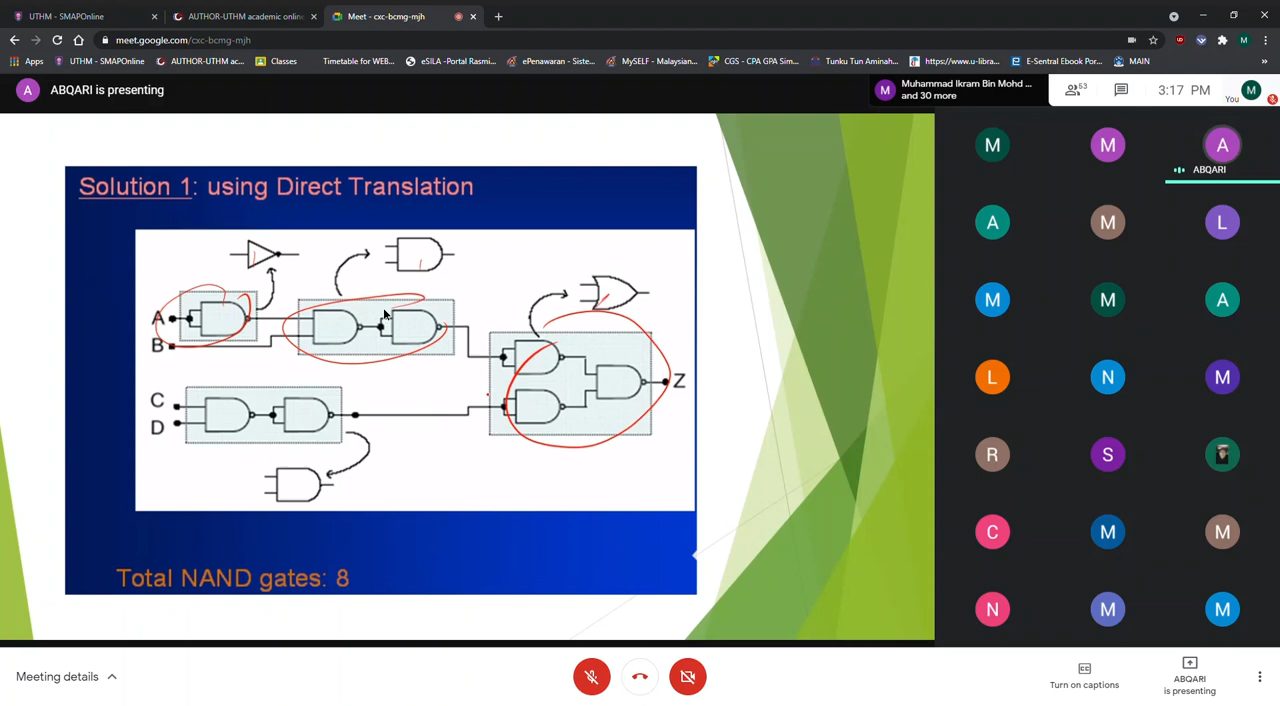 UTHM - SMAPOnline
AUTHOR-UTHM academic online
Meet - cxc-bcmg-mjh
meet.google.com/cxc-bcmg-mjh
M
Apps
UTHM - SMAPOnline
AUTHOR-UTHM ac...
Classes
Timetable for WEB...
eSILA -Portal Rasmi...
ePenawaran - Siste...
MySELF - Malaysian...
CGS - CPA GPA Sim...
Tunku Tun Aminah...
https://www.u-libra...
E-Sentral Ebook Por...
MAIN
A
ABQARI is presenting
M
Muhammad Ikram Bin Mohd ...
and 30 more
53
3:17 PM
You
M
Solution 1: using Direct Translation
A
B
C
D
Z
Total NAND gates: 8
M
M
A
ABQARI
A
M
L
M
M
A
L
N
M
R
S
C
M
M
N
M
M
Meeting details
Turn on captions
ABQARI
is presenting